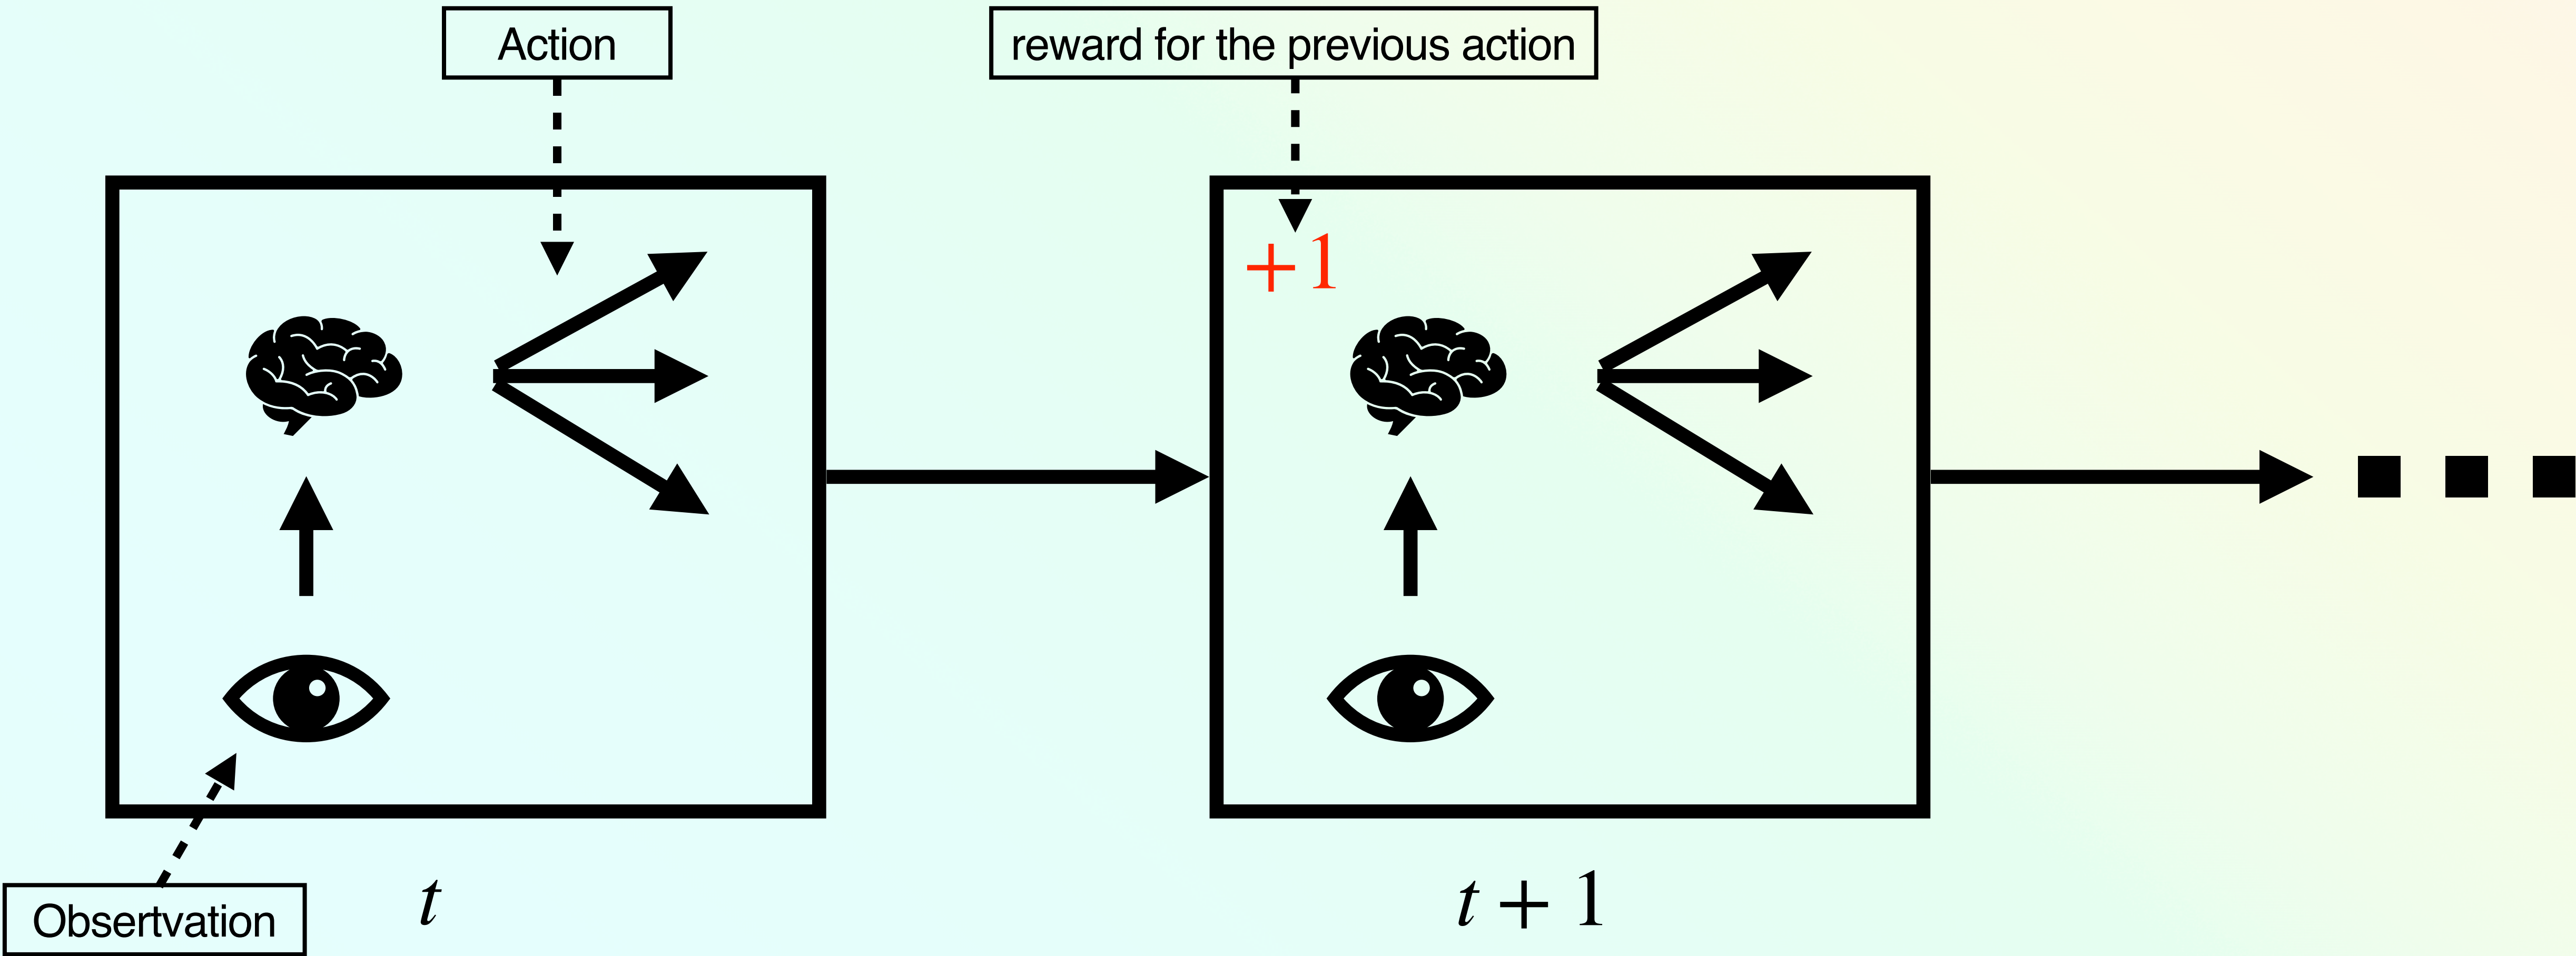 Action
reward for the previous action
+1
Obsertvation
t
t + 1